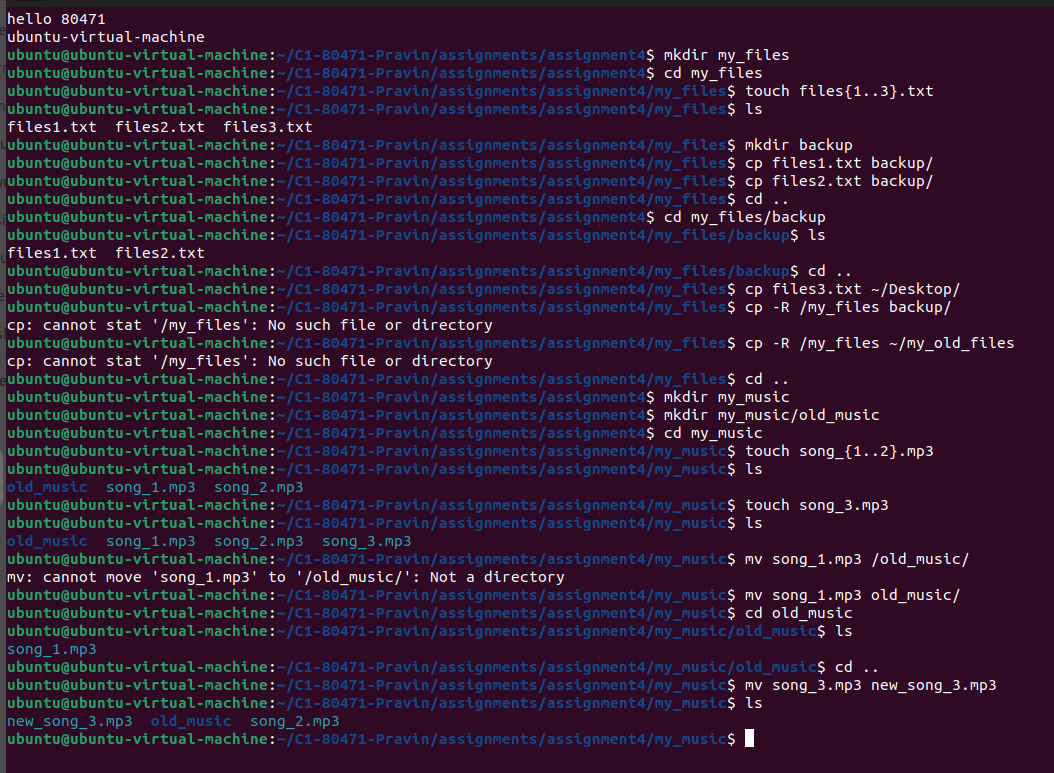 hello 80471
ubuntu-virtual-machine
ubuntu@ubuntu-virtual-machine:~/C1-80471-Pravin/assignments/assignment4$ mkdir my_files
ubuntu@ubuntu-virtual-machine:~/C1-80471-Pravin/assignments/assignment4$ cd my_files
ubuntu@ubuntu-virtual-machine:~/C1-80471-Pravin/assignments/assignment4/my_files$ touch files{1..3}.txt
ubuntu@ubuntu-virtual-machine:~/C1-80471-Pravin/assignments/assignment4/my_files$ ls
files1.txt  files2.txt  files3.txt
ubuntu@ubuntu-virtual-machine:~/C1-80471-Pravin/assignments/assignment4/my_files$ mkdir backup
ubuntu@ubuntu-virtual-machine:~/C1-80471-Pravin/assignments/assignment4/my_files$ cp files1.txt backup/
ubuntu@ubuntu-virtual-machine:~/C1-80471-Pravin/assignments/assignment4/my_files$ cp files2.txt backup/
ubuntu@ubuntu-virtual-machine:~/C1-80471-Pravin/assignments/assignment4/my_files$ cd ..
ubuntu@ubuntu-virtual-machine:~/C1-80471-Pravin/assignments/assignment4$ cd my_files/backup
ubuntu@ubuntu-virtual-machine:~/C1-80471-Pravin/assignments/assignment4/my_files/backup$ ls
files1.txt  files2.txt
ubuntu@ubuntu-virtual-machine:~/C1-80471-Pravin/assignments/assignment4/my_files/backup$ cd ..
ubuntu@ubuntu-virtual-machine:~/C1-80471-Pravin/assignments/assignment4/my_files$ cp files3.txt ~/Desktop/
ubuntu@ubuntu-virtual-machine:~/C1-80471-Pravin/assignments/assignment4/my_files$ cp -R /my_files backup/
cp: cannot stat '/my_files': No such file or directory
ubuntu@ubuntu-virtual-machine:~/C1-80471-Pravin/assignments/assignment4/my_files$ cp -R /my_files ~/my_old_files
cp: cannot stat '/my_files': No such file or directory
ubuntu@ubuntu-virtual-machine:~/C1-80471-Pravin/assignments/assignment4/my_files$ cd ..
ubuntu@ubuntu-virtual-machine:~/C1-80471-Pravin/assignments/assignment4$ mkdir my_music
ubuntu@ubuntu-virtual-machine:~/C1-80471-Pravin/assignments/assignment4$ mkdir my_music/old_music
ubuntu@ubuntu-virtual-machine:~/C1-80471-Pravin/assignments/assignment4$ cd my_music
ubuntu@ubuntu-virtual-machine:~/C1-80471-Pravin/assignments/assignment4/my_music$ touch song_{1..2}.mp3
ubuntu@ubuntu-virtual-machine:~/C1-80471-Pravin/assignments/assignment4/my_music$ ls
old_music  song_1.mp3  song_2.mp3
ubuntu@ubuntu-virtual-machine:~/C1-80471-Pravin/assignments/assignment4/my_music$ touch song_3.mp3
ubuntu@ubuntu-virtual-machine:~/C1-80471-Pravin/assignments/assignment4/my_music$ ls
old_music  song_1.mp3  song_2.mp3  song_3.mp3
ubuntu@ubuntu-virtual-machine:~/C1-80471-Pravin/assignments/assignment4/my_music$ mv song_1.mp3 /old_music/
mv: cannot move 'song_1.mp3' to '/old_music/': Not a directory
ubuntu@ubuntu-virtual-machine:~/C1-80471-Pravin/assignments/assignment4/my_music$ mv song_1.mp3 old_music/
ubuntu@ubuntu-virtual-machine:~/C1-80471-Pravin/assignments/assignment4/my_music$ cd old_music
ubuntu@ubuntu-virtual-machine:~/C1-80471-Pravin/assignments/assignment4/my_music/old_music$ ls
song_1.mp3
ubuntu@ubuntu-virtual-machine:~/C1-80471-Pravin/assignments/assignment4/my_music/old_music$ cd ..
ubuntu@ubuntu-virtual-machine:~/C1-80471-Pravin/assignments/assignment4/my_music$ mv song_3.mp3 new_song_3.mp3
ubuntu@ubuntu-virtual-machine:~/C1-80471-Pravin/assignments/assignment4/my_music$ ls
new_song_3.mp3  old_music  song_2.mp3
ubuntu@ubuntu-virtual-machine:~/C1-80471-Pravin/assignments/assignment4/my_music$